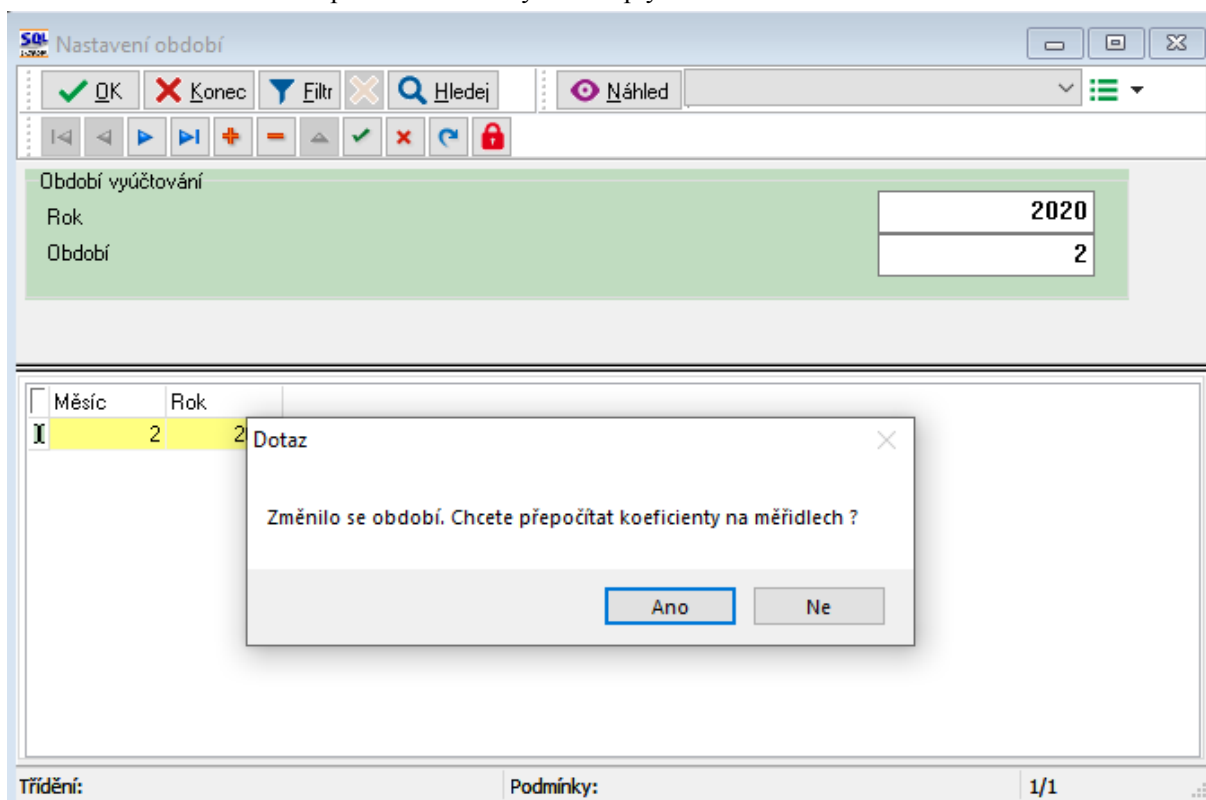 SQL Nastavení období
OK Konec Filtr Hledej Náhled
Období vyúčtování
Rok 2020
Období 2
Měsíc Rok
2 2
Dotaz
Změnilo se období. Chcete přepočítat koeficienty na měřidlech ?
Ano Ne
Třídění: Podmínky: 1/1